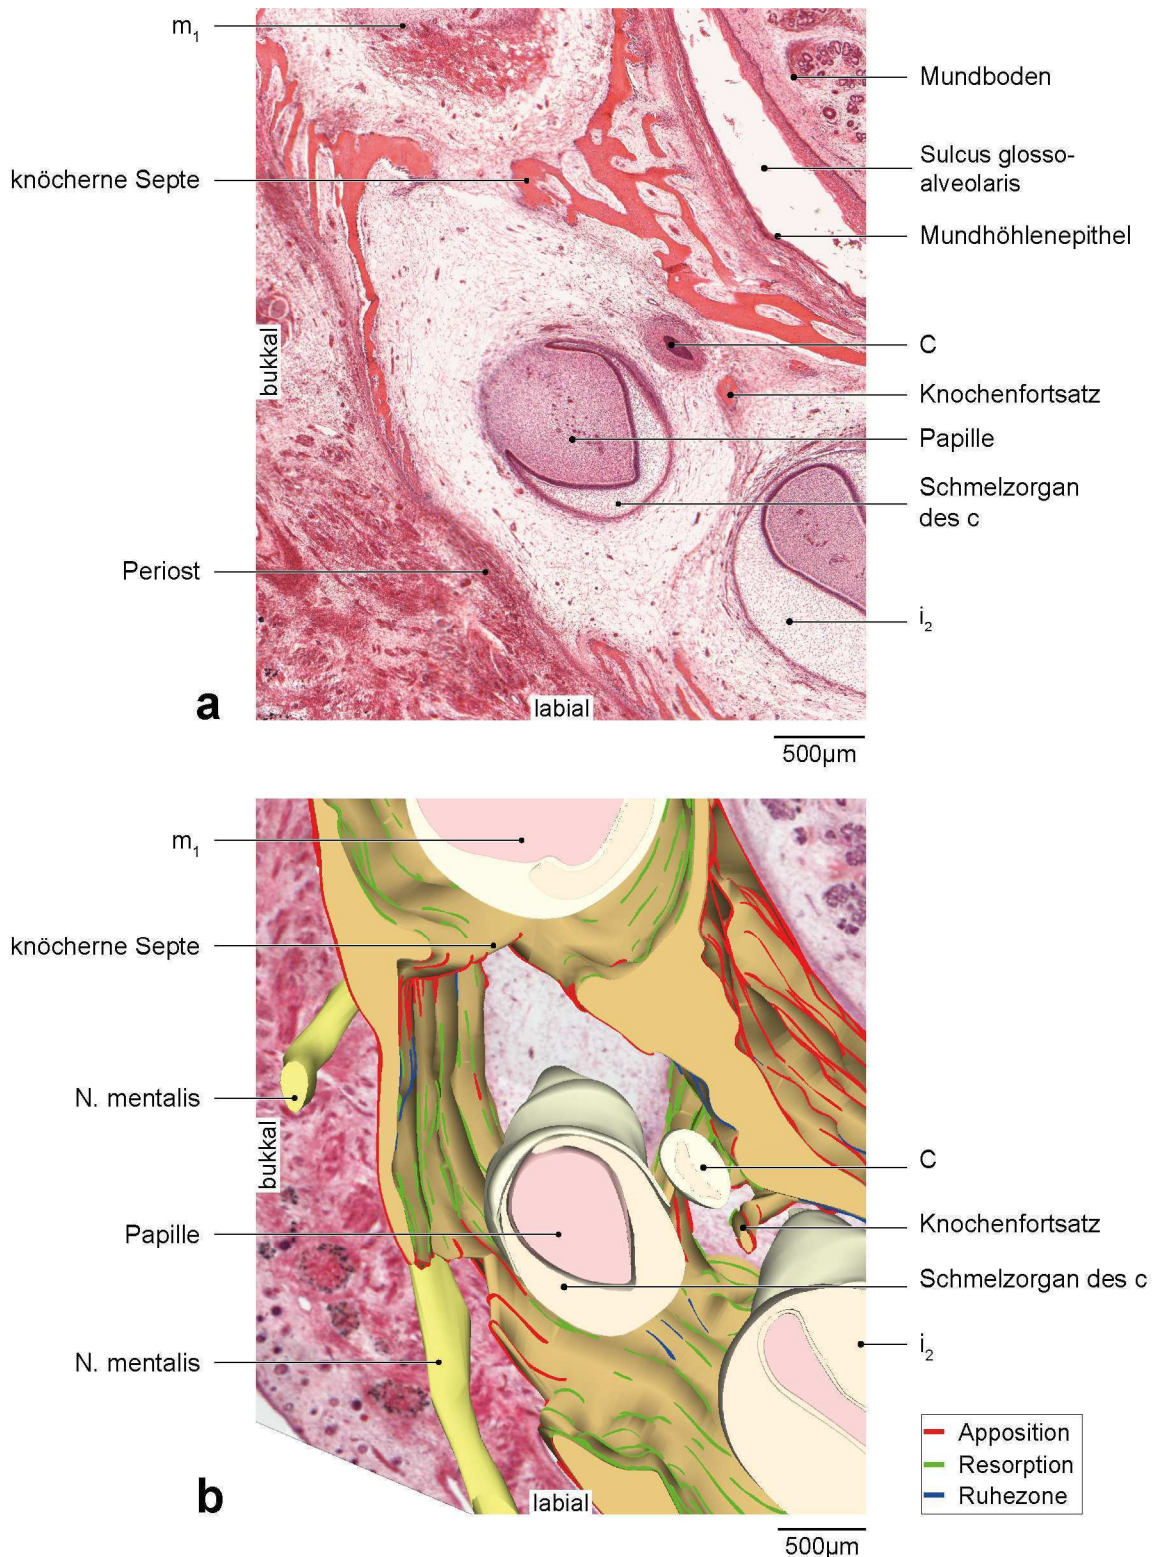 m1
Mundboden
knöcherne Septe
Sulcus glosso-
alveolaris
Mundhöhlenepithel
bukkal
C
Knochenfortsatz
Papille
Schmelzorgan
des c
Periost
i2
a
labial
500µm
m1
knöcherne Septe
N. mentalis
bukkal
C
Papille
Knochenfortsatz
Schmelzorgan des c
N. mentalis
i2
Apposition
Resorption
Ruhezone
b
labial
500µm